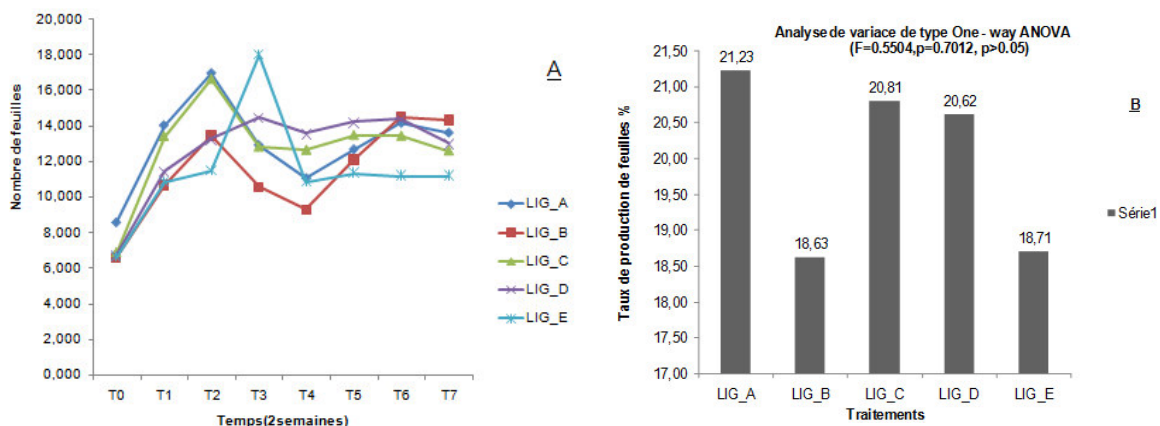 20,000
18,000
16,000
14,000
12,000
10,000
8,000
6,000
4,000
2,000
0,000
Nombre de feuilles
T0 T1 T2 T3 T4 T5 T6 T7
Temps(2semaines)
A
LIG_A
LIG_B
LIG_C
LIG_D
LIG_E
Analyse de variace de type One - way ANOVA
(F=0.5504,p=0.7012, p>0.05)
21,50
21,00
20,50
20,00
19,50
19,00
18,50
18,00
17,50
17,00
Taux de production de feuilles %
21,23
18,63
20,81
20,62
18,71
LIG_A LIG_B LIG_C LIG_D LIG_E
Traitements
B
Série1